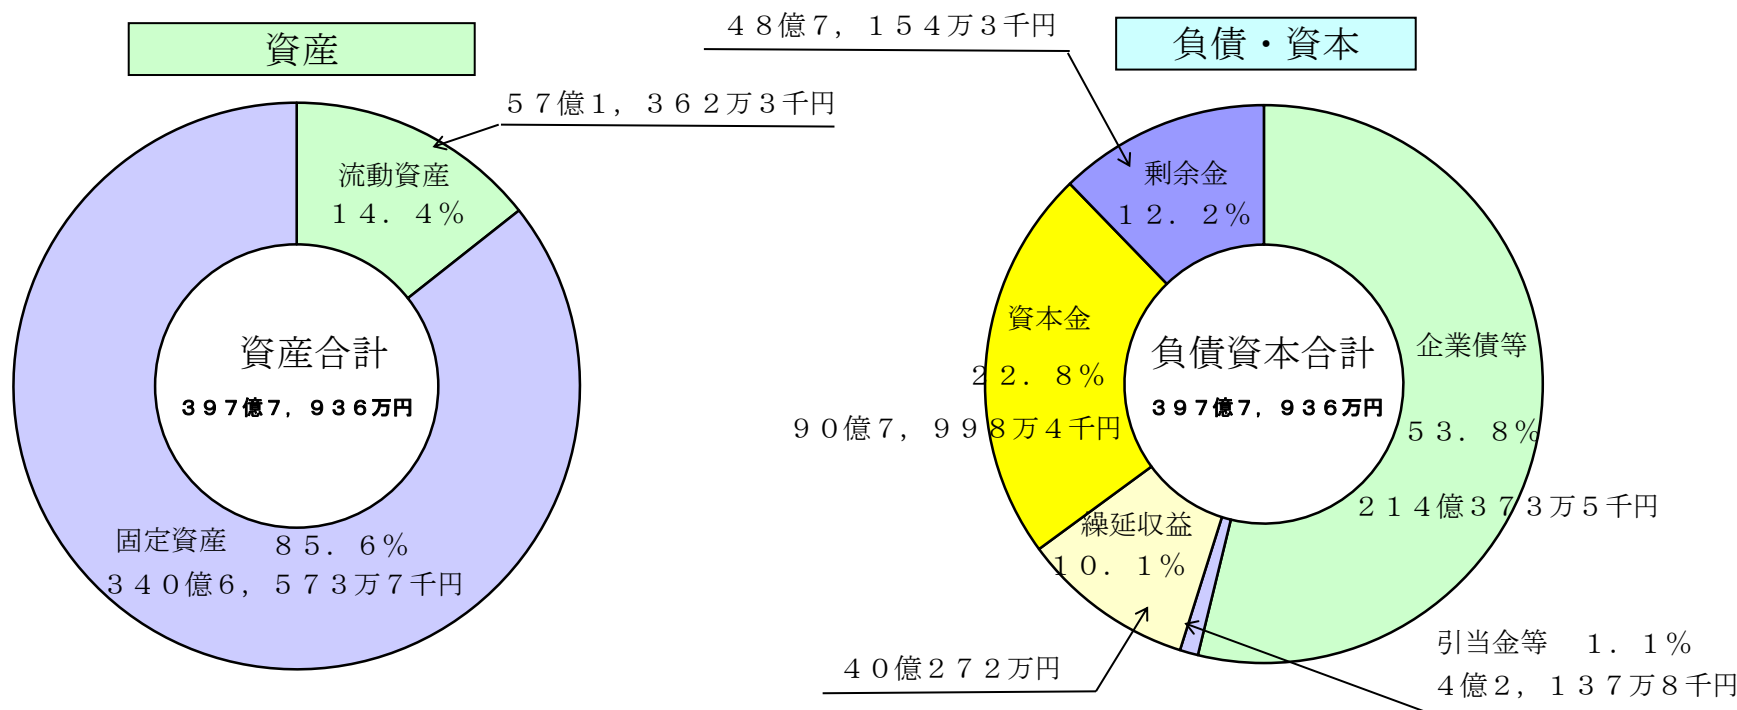 資産
５７億１，３６２万３千円
流動資産
１４．４％
資産合計
３９７億７，９３６万円
固定資産　８５．６％
３４０億６，５７３万７千円
負債・資本
４８億７，１５４万３千円
剰余金
１２．２％
資本金
２２．８％
９０億７，９９８万４千円
負債資本合計
３９７億７，９３６万円
企業債等
５３．８％
２１４億３７３万５千円
繰延収益
１０．１％
４０億２７２万円
引当金等　１．１％
４億２，１３７万８千円